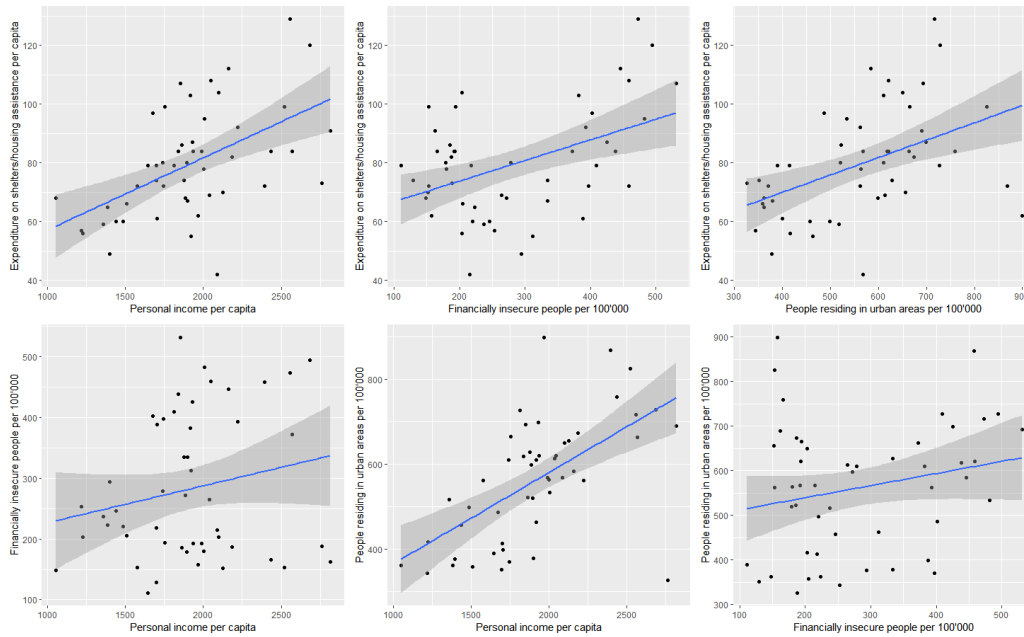 Expenditure on shelters/housing assistance per capita
120
100
80
60
40
1000 1500 2000 2500
Personal income per capita
Expenditure on shelters/housing assistance per capita
120
100
80
60
40
100 200 300 400 500
Financially insecure people per 100'000
Expenditure on shelters/housing assistance per capita
120
100
80
60
40
300 400 500 600 700 800 900
People residing in urban areas per 100'000
Financially insecure people per 100'000
500
400
300
200
100
1000 1500 2000 2500
Personal income per capita
People residing in urban areas per 100'000
800
600
400
1000 1500 2000 2500
Personal income per capita
People residing in urban areas per 100'000
900
800
700
600
500
400
300
100 200 300 400 500
Financially insecure people per 100'000